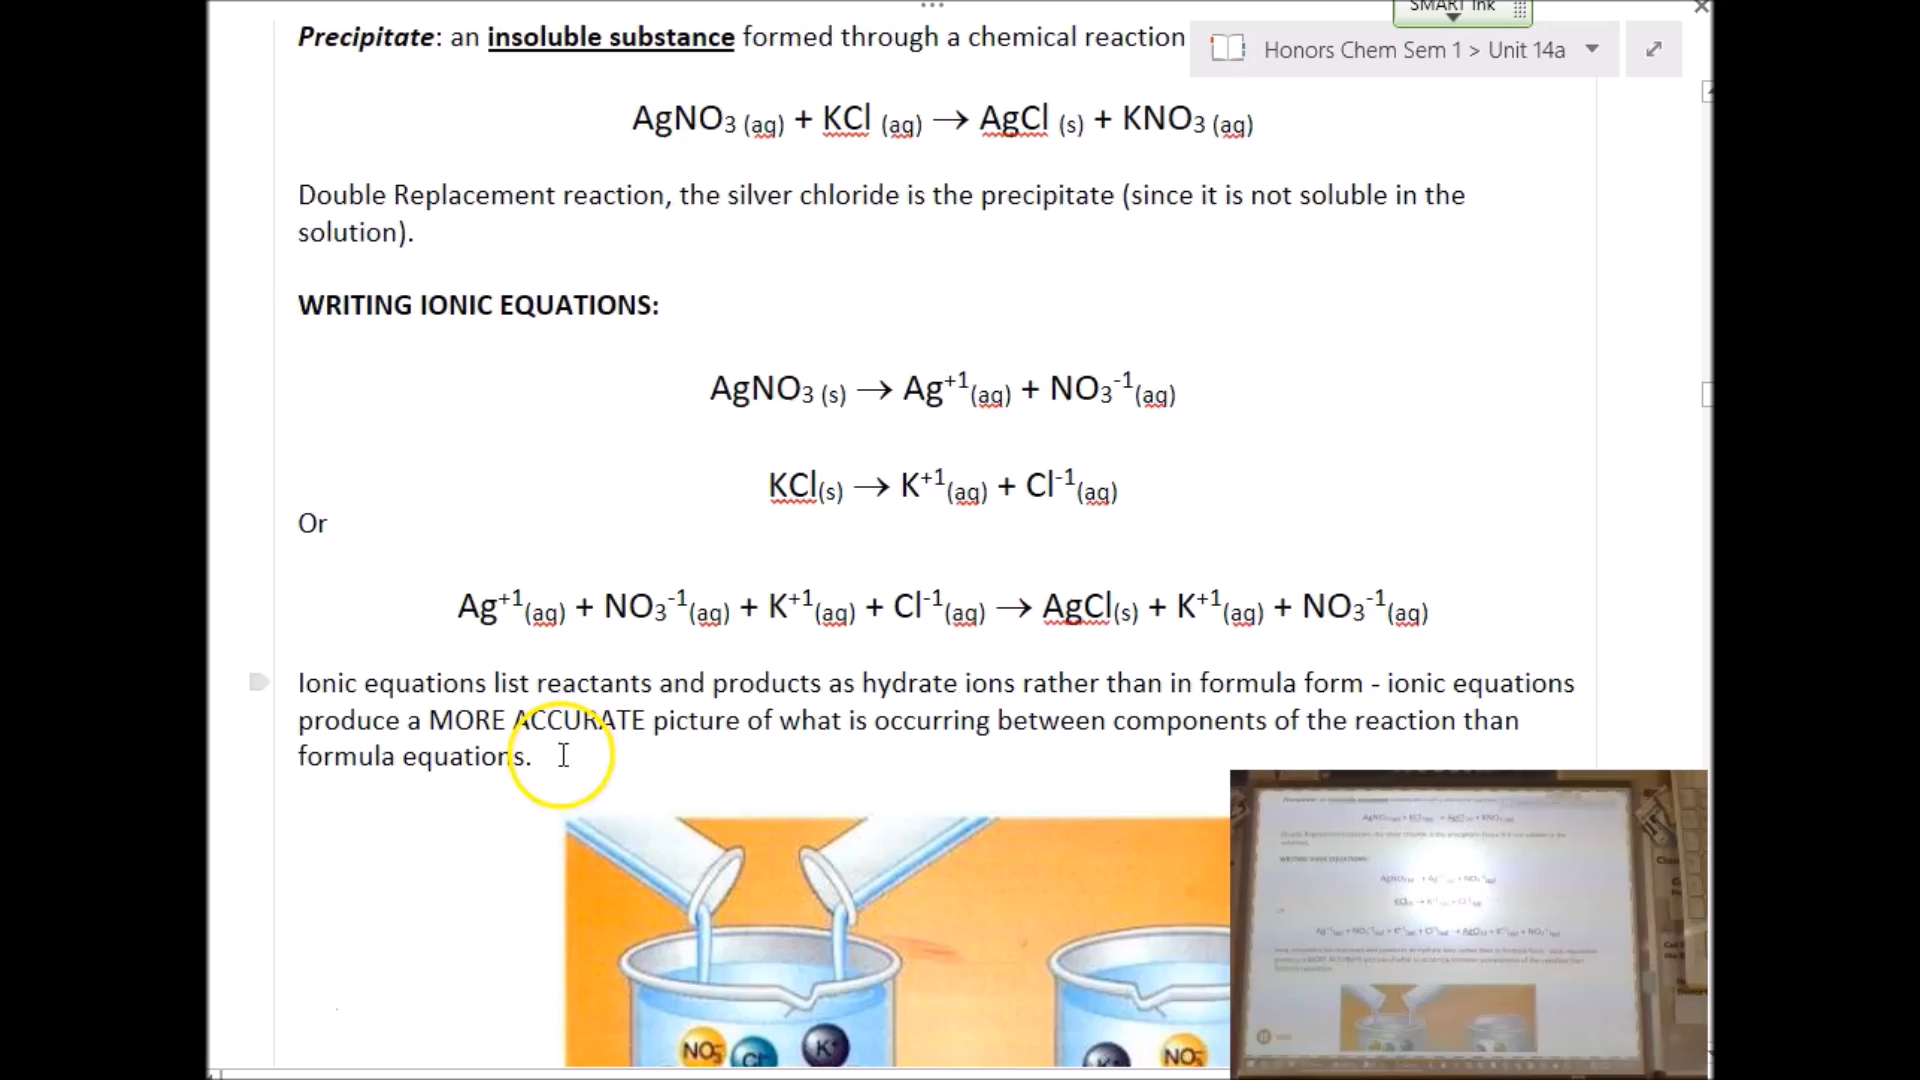 SMART Ink
Precipitate: an insoluble substance formed through a chemical reaction
Honors Chem Sem 1 > Unit 14a
AgNO3 (aq) + KCl (aq) → AgCl (s) + KNO3 (aq)
Double Replacement reaction, the silver chloride is the precipitate (since it is not soluble in the
solution).
WRITING IONIC EQUATIONS:
AgNO3 (s) → Ag+1(aq) + NO3-1(aq)
KCl(s) → K+1(aq) + Cl-1(aq)
Or
Ag+1(aq) + NO3-1(aq) + K+1(aq) + Cl-1(aq) → AgCl(s) + K+1(aq) + NO3-1(aq)
Ionic equations list reactants and products as hydrate ions rather than in formula form - ionic equations
produce a MORE ACCURATE picture of what is occurring between components of the reaction than
formula equations.
NO3- Cl- K+ K+ NO3